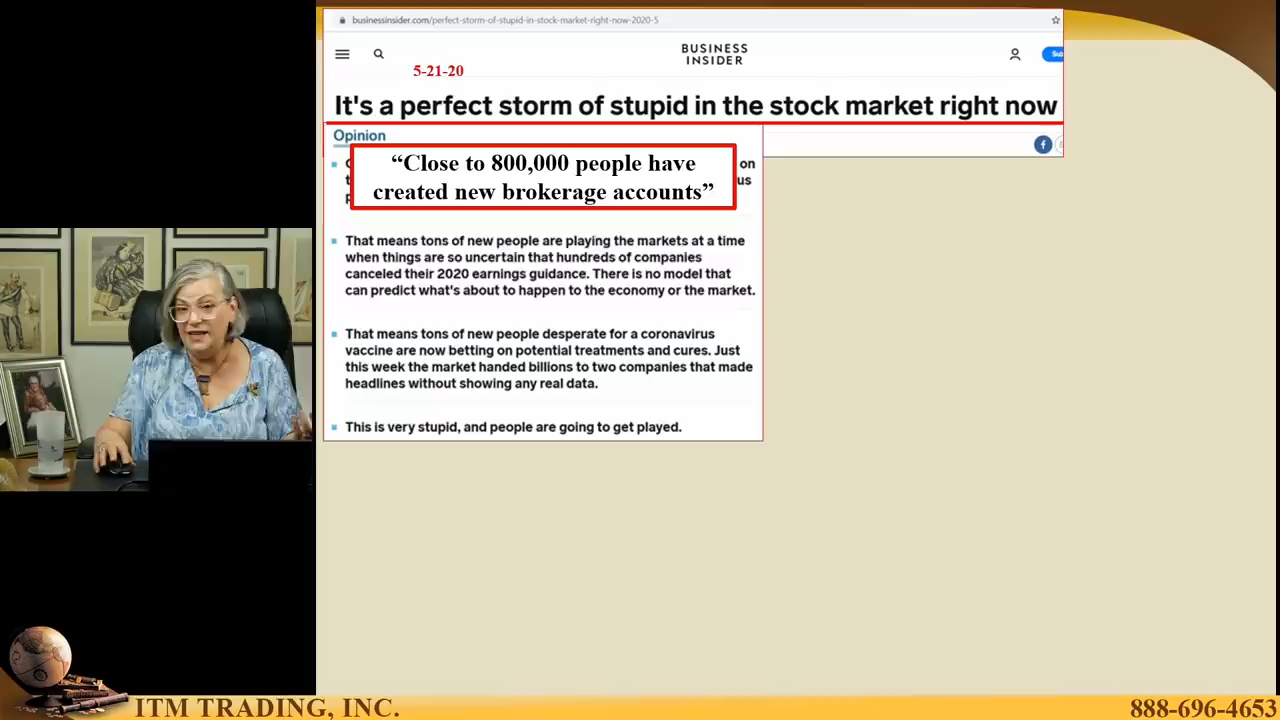 businessinsider.com/perfect-storm-of-stupid-in-stock-market-right-now-2020-5
BUSINESS
INSIDER
5-21-20
It's a perfect storm of stupid in the stock market right now
Opinion
“Close to 800,000 people have
created new brokerage accounts”
on
us
That means tons of new people are playing the markets at a time
when things are so uncertain that hundreds of companies
canceled their 2020 earnings guidance. There is no model that
can predict what's about to happen to the economy or the market.
That means tons of new people desperate for a coronavirus
vaccine are now betting on potential treatments and cures. Just
this week the market handed billions to two companies that made
headlines without showing any real data.
This is very stupid, and people are going to get played.
ITM TRADING, INC.
888-696-4653